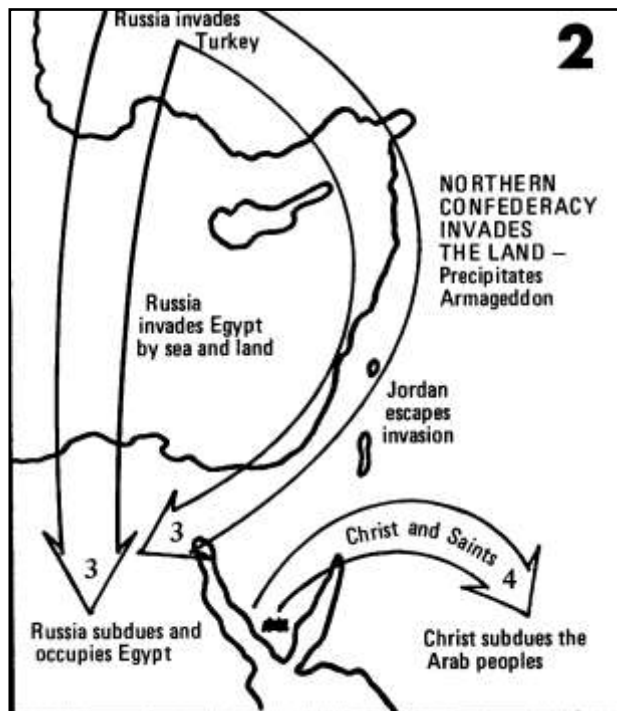 Russia invades
Turkey
2
NORTHERN
CONFEDERACY
INVADES
THE LAND –
Precipitates
Armageddon
Russia
invades Egypt
by sea and land
Jordan
escapes
invasion
3
3
Christ and Saints
4
Russia subdues and
occupies Egypt
Christ subdues the
Arab peoples